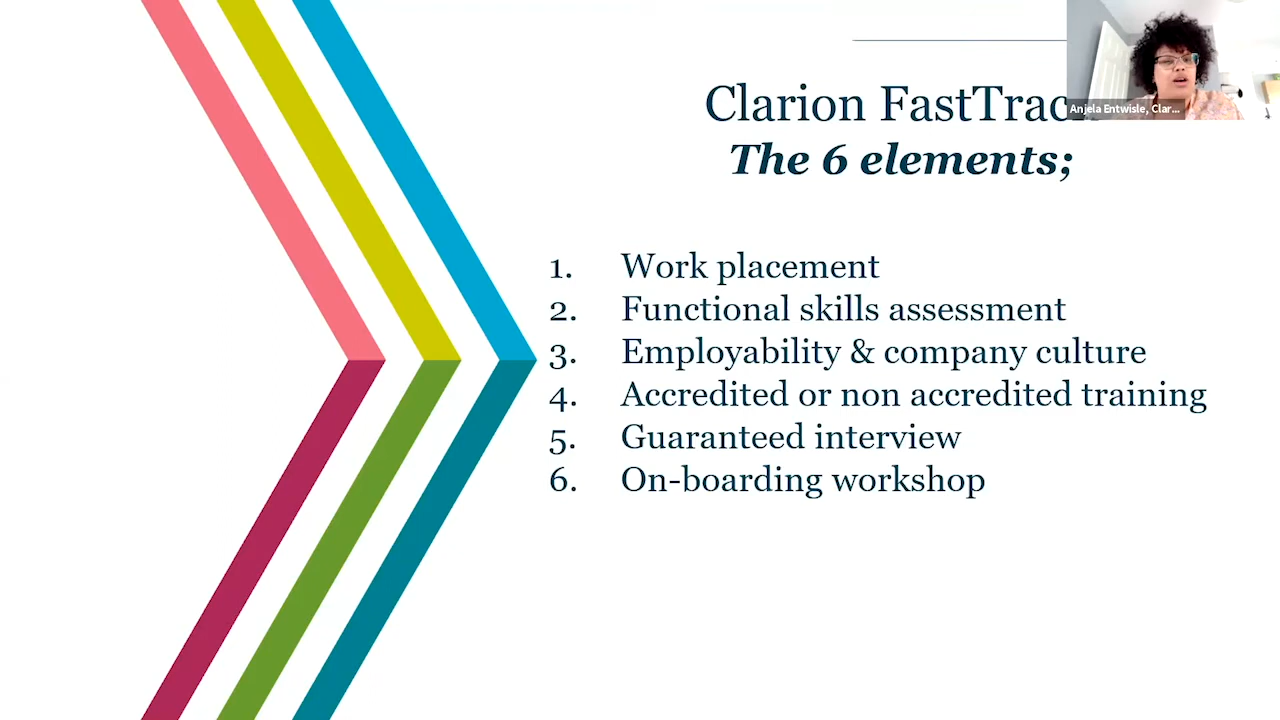 Clarion FastTrack
The 6 elements;
Anjela Entwisle, Clar...
1. Work placement
2. Functional skills assessment
3. Employability & company culture
4. Accredited or non accredited training
5. Guaranteed interview
6. On-boarding workshop